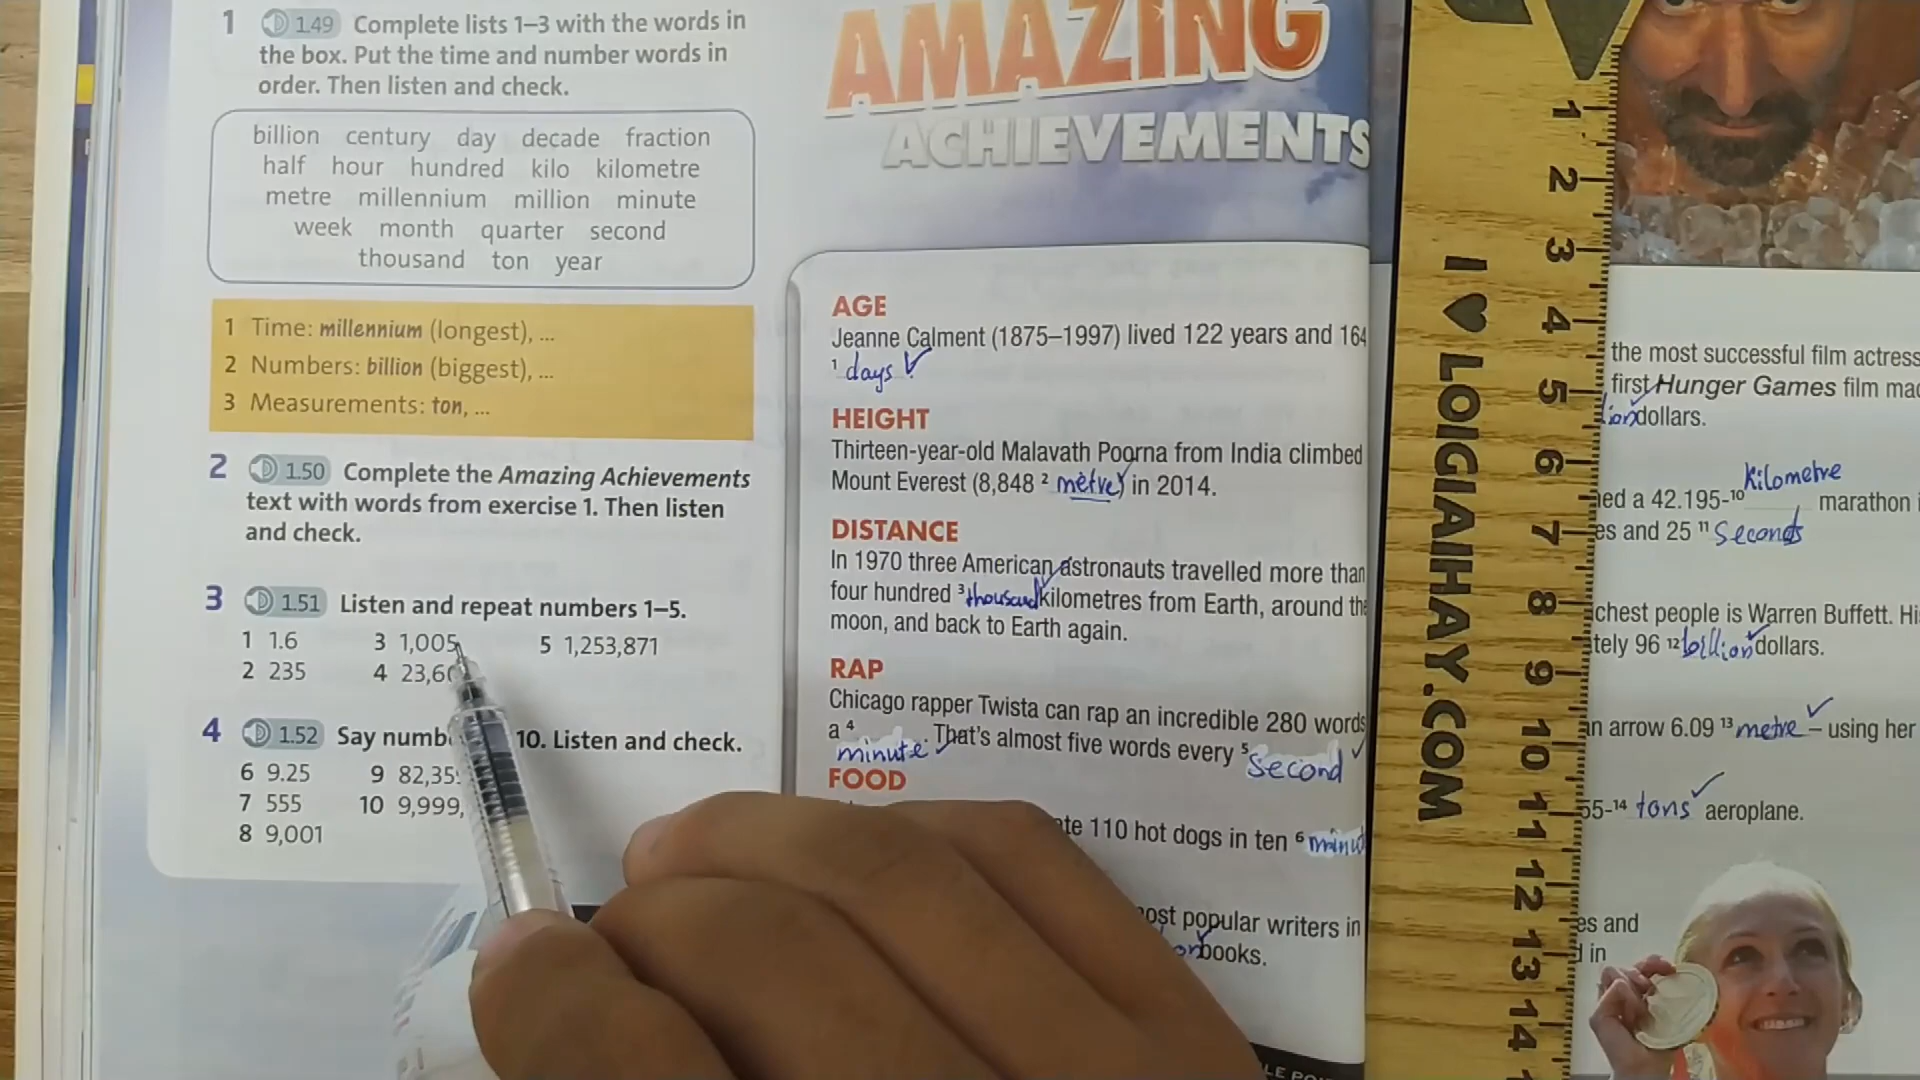 1 1.49 Complete lists 1–3 with the words in
the box. Put the time and number words in
order. Then listen and check.
billion century day decade fraction
half hour hundred kilo kilometre
metre millennium million minute
week month quarter second
thousand ton year
1 Time: millennium (longest), ...
2 Numbers: billion (biggest), ...
3 Measurements: ton, ...
2 1.50 Complete the Amazing Achievements
text with words from exercise 1. Then listen
and check.
3 1.51 Listen and repeat numbers 1–5.
1 1.6 3 1,005 5 1,253,871
2 235 4 23,6
4 1.52 Say 10. Listen and check.
6 9.25 9 82,35
7 555 10 9,999,
8 9,001
AMAZING
ACHIEVEMENTS
AGE
Jeanne Calment (1875–1997) lived 122 years and 164
1 days
HEIGHT
Thirteen-year-old Malavath Poorna from India climbed
Mount Everest (8,848 2 metre) in 2014.
DISTANCE
In 1970 three American astronauts travelled more than
four hundred 3 thousand kilometres from Earth, around the
moon, and back to Earth again.
RAP
Chicago rapper Twista can rap an incredible 280 words
a 4 minute. That's almost five words every 5 second
FOOD
110 hot dogs in ten 6
most popular writers in
books.
I ♥ LOIGIAIHAY.COM
1 2 3 4 5 6 7 8 9 10 11 12 13 14
the most successful film actress
first Hunger Games film
dollars.
a 42.195-10 kilometre marathon
and 25 11 seconds
people is Warren Buffett.
96 12 billion dollars.
an arrow 6.09 13 metre – using her
55-14 tons aeroplane.
and
in